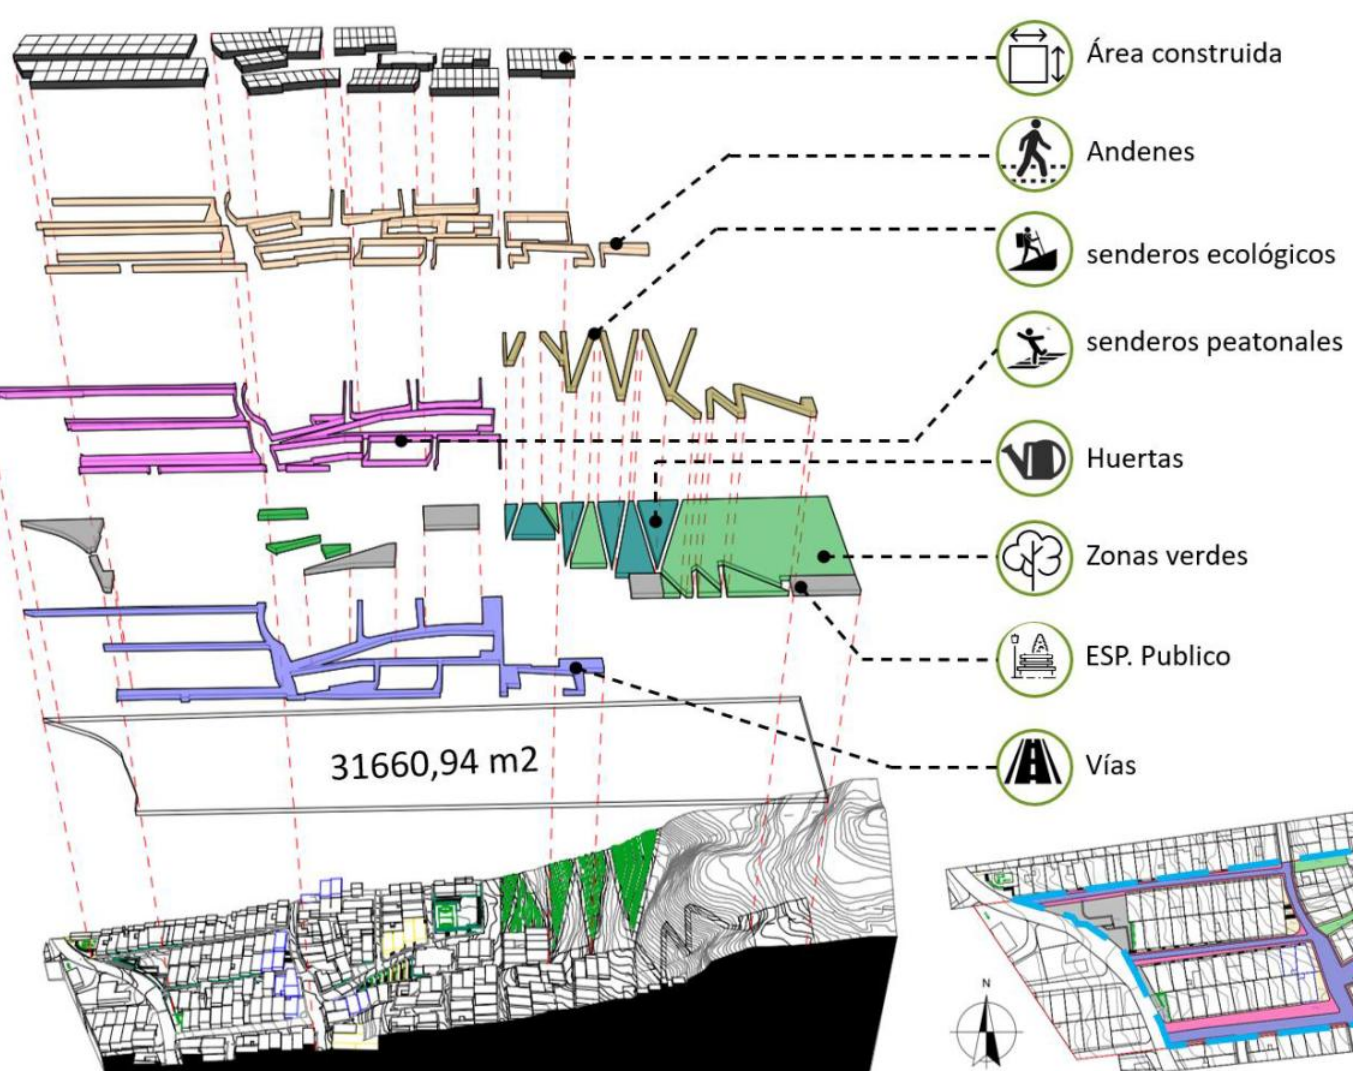 Área construida
Andenes
senderos ecológicos
senderos peatonales
Huertas
Zonas verdes
ESP. Publico
Vías
31660,94 m2
N